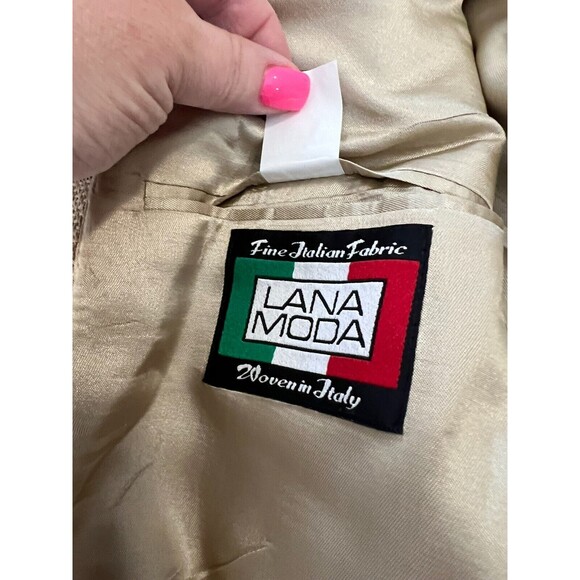 Fine Italian Fabric
LANA
MODA
Woven in Italy